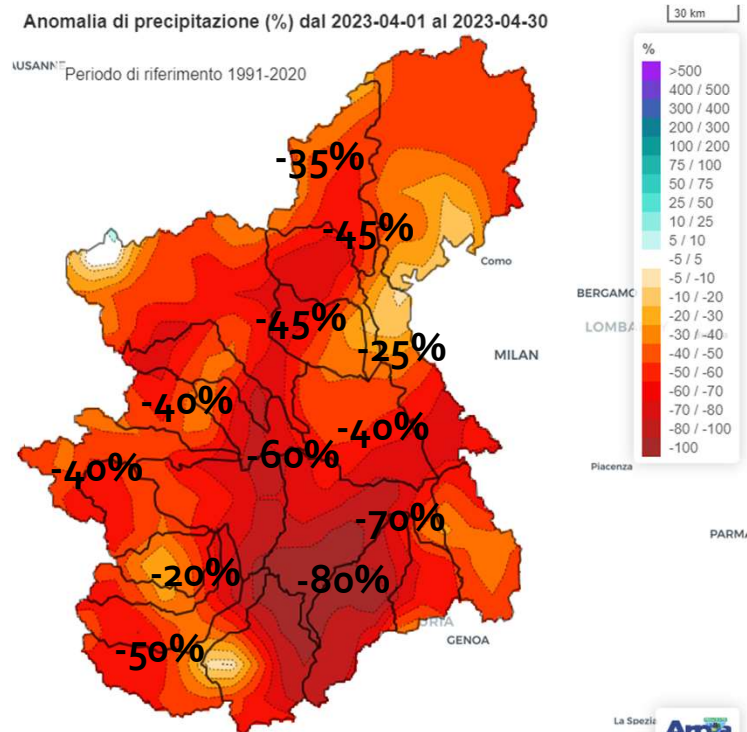 Anomalia di precipitazione (%) dal 2023-04-01 al 2023-04-30
30 km
Periodo di riferimento 1991-2020
%
>500
400 / 500
300 / 400
200 / 300
100 / 200
75 / 100
50 / 75
25 / 50
10 / 25
5 / 10
-5 / 5
-5 / -10
-10 / -20
-20 / -30
-30 / -40
-40 / -50
-50 / -60
-60 / -70
-70 / -80
-80 / -100
-100
-35%
-45%
Como
BERGAMO
-45%
-25%
MILAN
-40%
-40%
-60%
-40%
Piacenza
-70%
-20%
-80%
GENOA
-50%
La Spezia